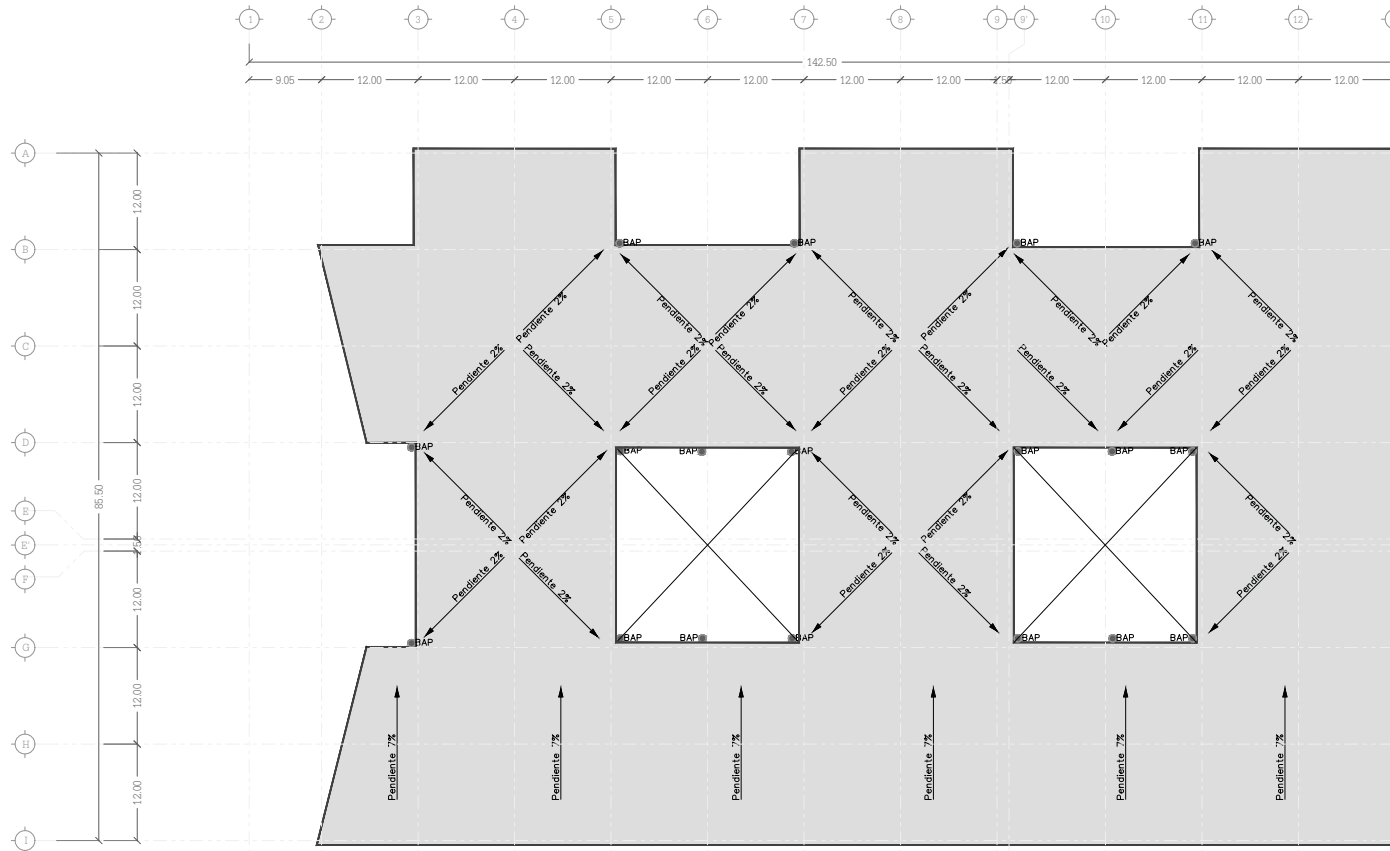 1 2 3 4 5 6 7 8 9 9' 10 11 12
142.50
9.05 12.00 12.00 12.00 12.00 12.00 12.00 12.00 1.50 12.00 12.00 12.00
A
12.00
B
BAP BAP BAP BAP
12.00
Pendiente 2% Pendiente 2% Pendiente 2% Pendiente 2% Pendiente 2% Pendiente 2% Pendiente 2% Pendiente 2%
C
Pendiente 2% Pendiente 2% Pendiente 2% Pendiente 2% Pendiente 2% Pendiente 2% Pendiente 2% Pendiente 2% Pendiente 2%
12.00
D
BAP BAP BAP BAP BAP BAP BAP
85.50
12.00
E
Pendiente 2% Pendiente 2% Pendiente 2% Pendiente 2% Pendiente 2%
E'
F
Pendiente 2% Pendiente 2% Pendiente 2% Pendiente 2% Pendiente 2%
12.00
BAP BAP BAP BAP BAP BAP BAP
G
12.00
Pendiente 7% Pendiente 7% Pendiente 7% Pendiente 7% Pendiente 7% Pendiente 7%
H
12.00
I